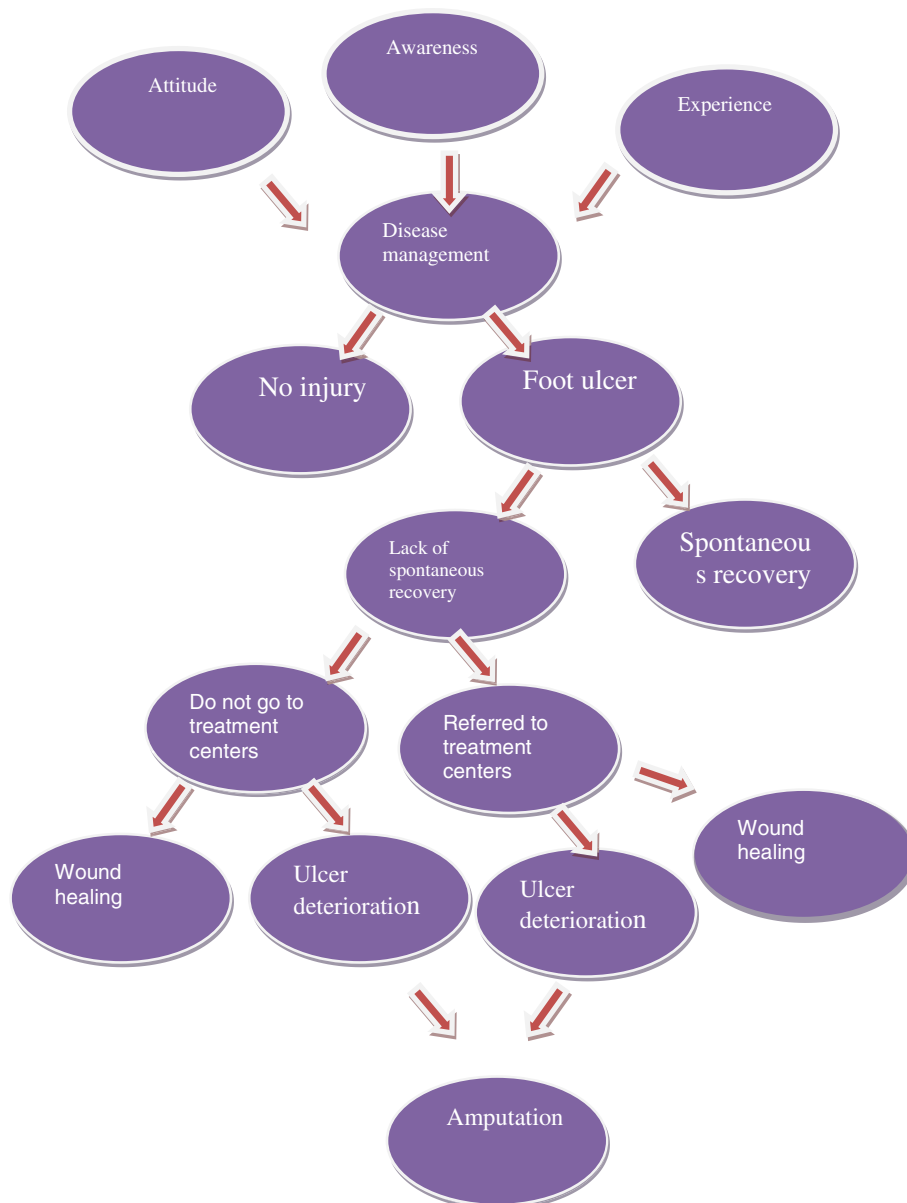 Awareness
Attitude
Experience
Disease
management
No injury
Foot ulcer
Lack of
spontaneous
recovery
Spontaneou
s recovery
Do not go to
treatment
centers
Referred to
treatment
centers
Wound
healing
Ulcer
deterioration
Ulcer
deterioration
Wound
healing
Amputation